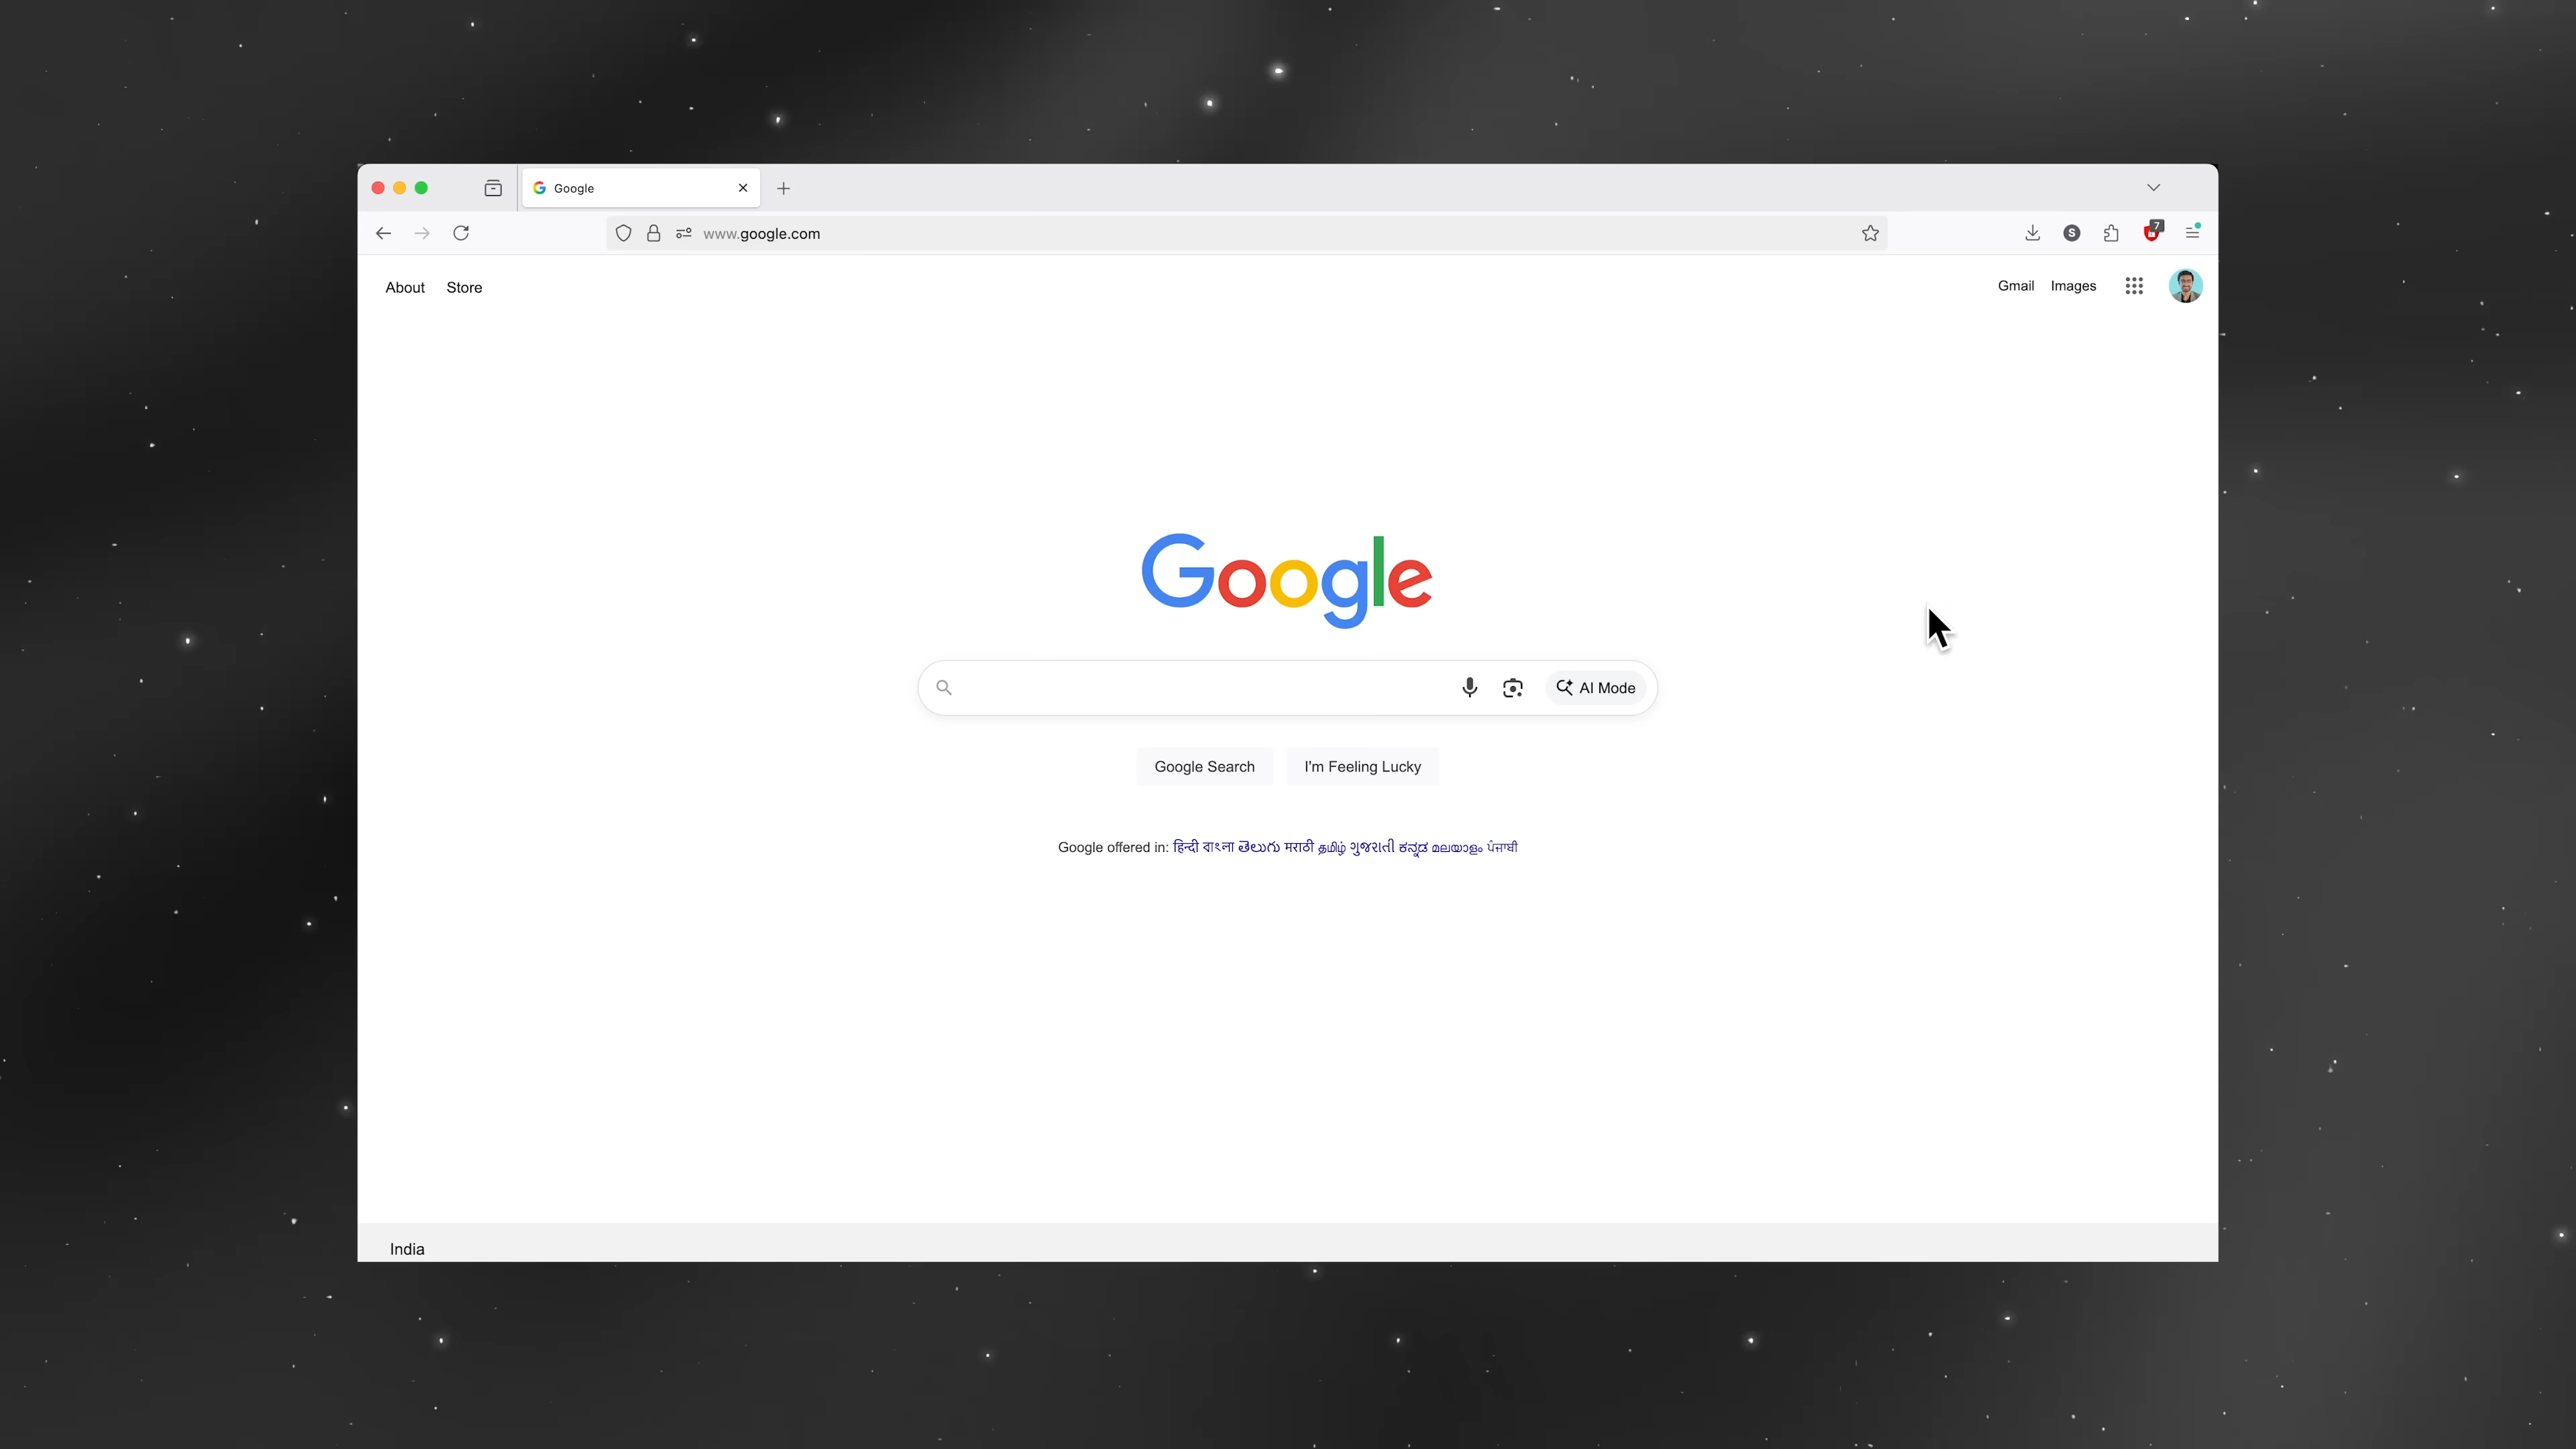 Google
www.google.com
S
7
About Store
Gmail Images
Google
AI Mode
Google Search I'm Feeling Lucky
Google offered in: हिन्दी বাংলা తెలుగు मराठी தமிழ் ગુજરાતી ಕನ್ನಡ മലയാളം ਪੰਜਾਬੀ
India